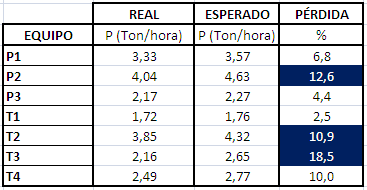 REAL ESPERADO PÉRDIDA
EQUIPO P (Ton/hora) P (Ton/hora) %
P1 3,33 3,57 6,8
P2 4,04 4,63 12,6
P3 2,17 2,27 4,4
T1 1,72 1,76 2,5
T2 3,85 4,32 10,9
T3 2,16 2,65 18,5
T4 2,49 2,77 10,0